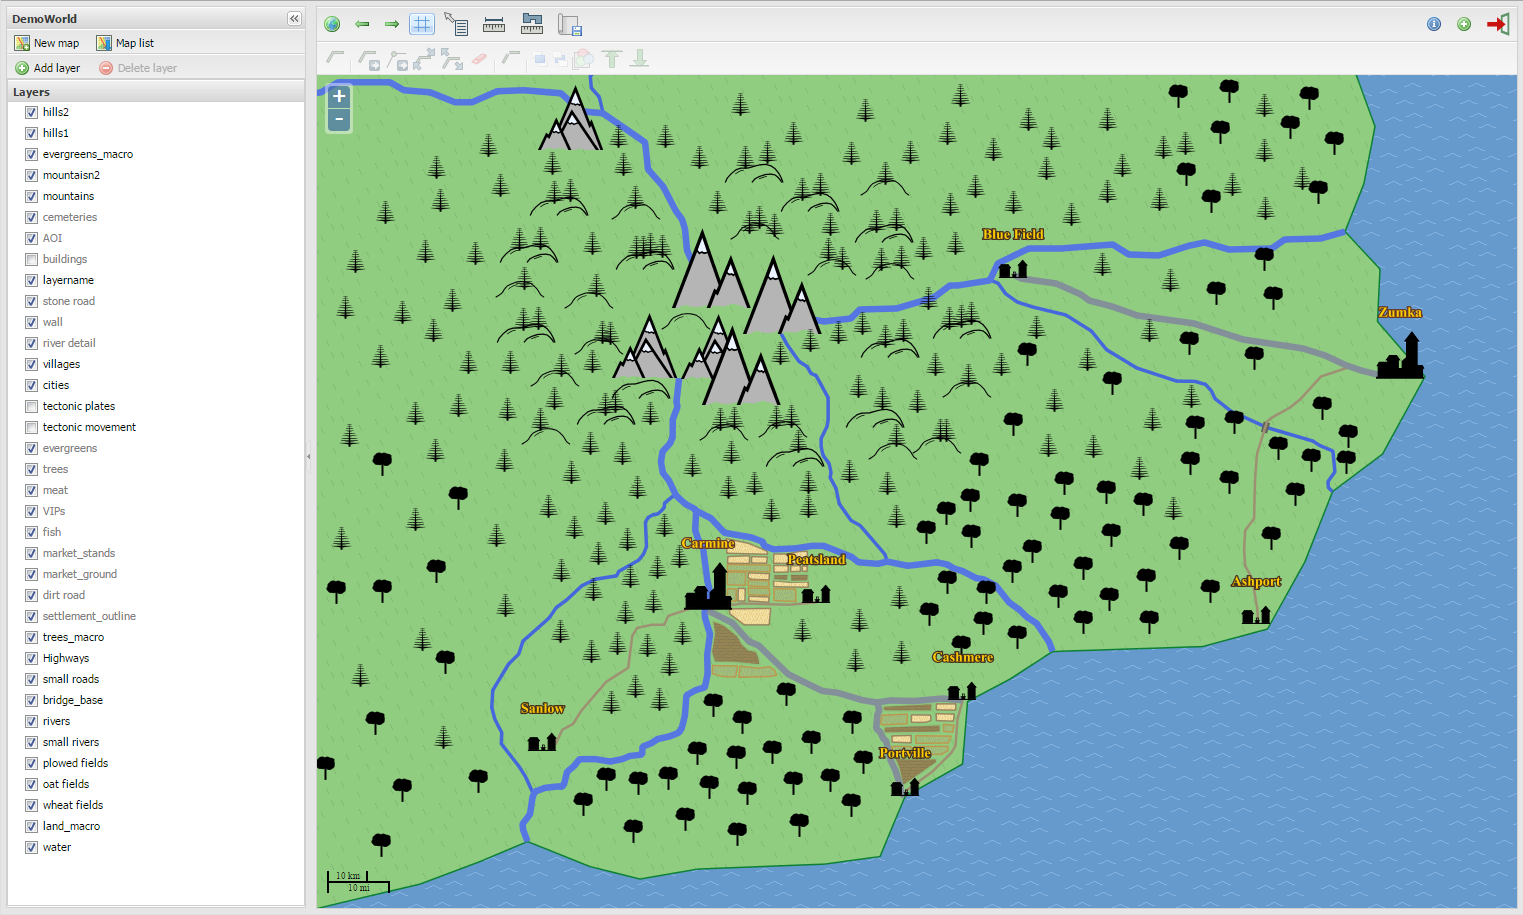 DemoWorld
New map
Map list
Add layer
Delete layer
Layers
hills2
hills1
evergreens_macro
mountaisn2
mountains
cemeteries
AOI
buildings
layername
stone road
wall
river detail
villages
cities
tectonic plates
tectonic movement
evergreens
trees
meat
VIPs
fish
market_stands
market_ground
dirt road
settlement_outline
trees_macro
Highways
small roads
bridge_base
rivers
small rivers
plowed fields
oat fields
wheat fields
land_macro
water
+
-
Blue Field
Zumka
Carmine
Peatsland
Ashport
Cashmere
Sanlow
Portville
10 km
10 mi